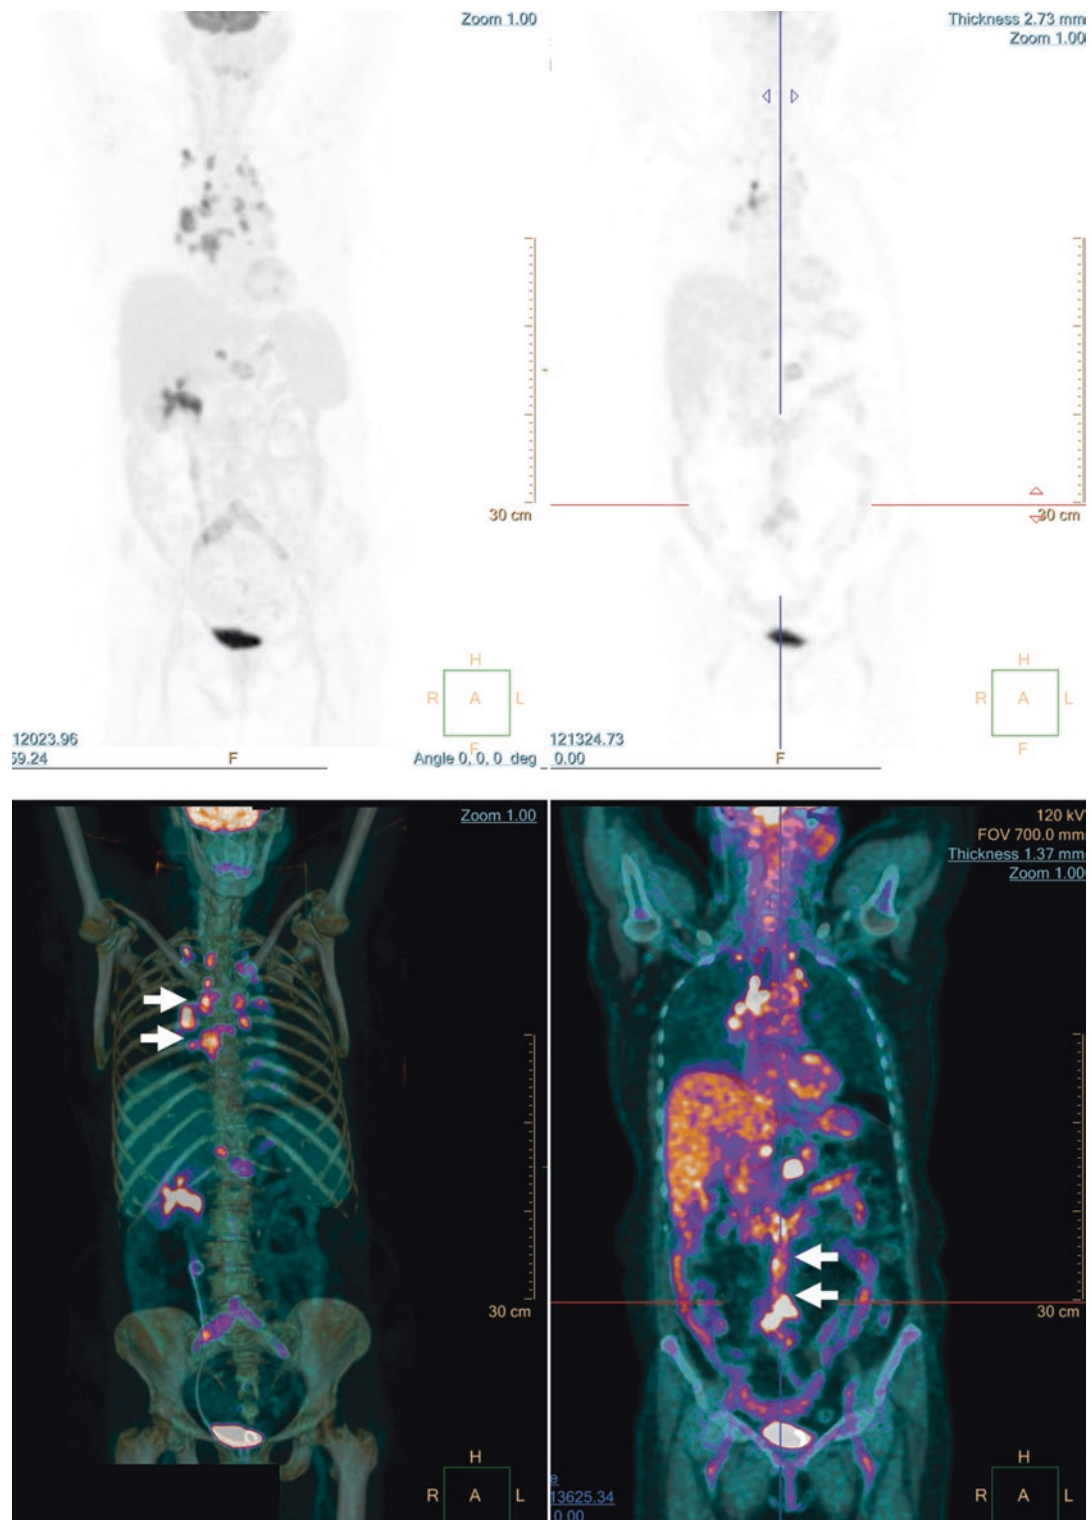 Zoom 1.00
30 cm
H
R A L
F
12023.96
59.24
F
Angle 0, 0, 0 deg
Thickness 2.73 mm
Zoom 1.00
30 cm
H
R A L
F
121324.73
0.00
F
Zoom 1.00
30 cm
H
R A L
120 kV
FOV 700.0 mm
Thickness 1.37 mm
Zoom 1.00
30 cm
e
13625.34
0.00
H
R A L